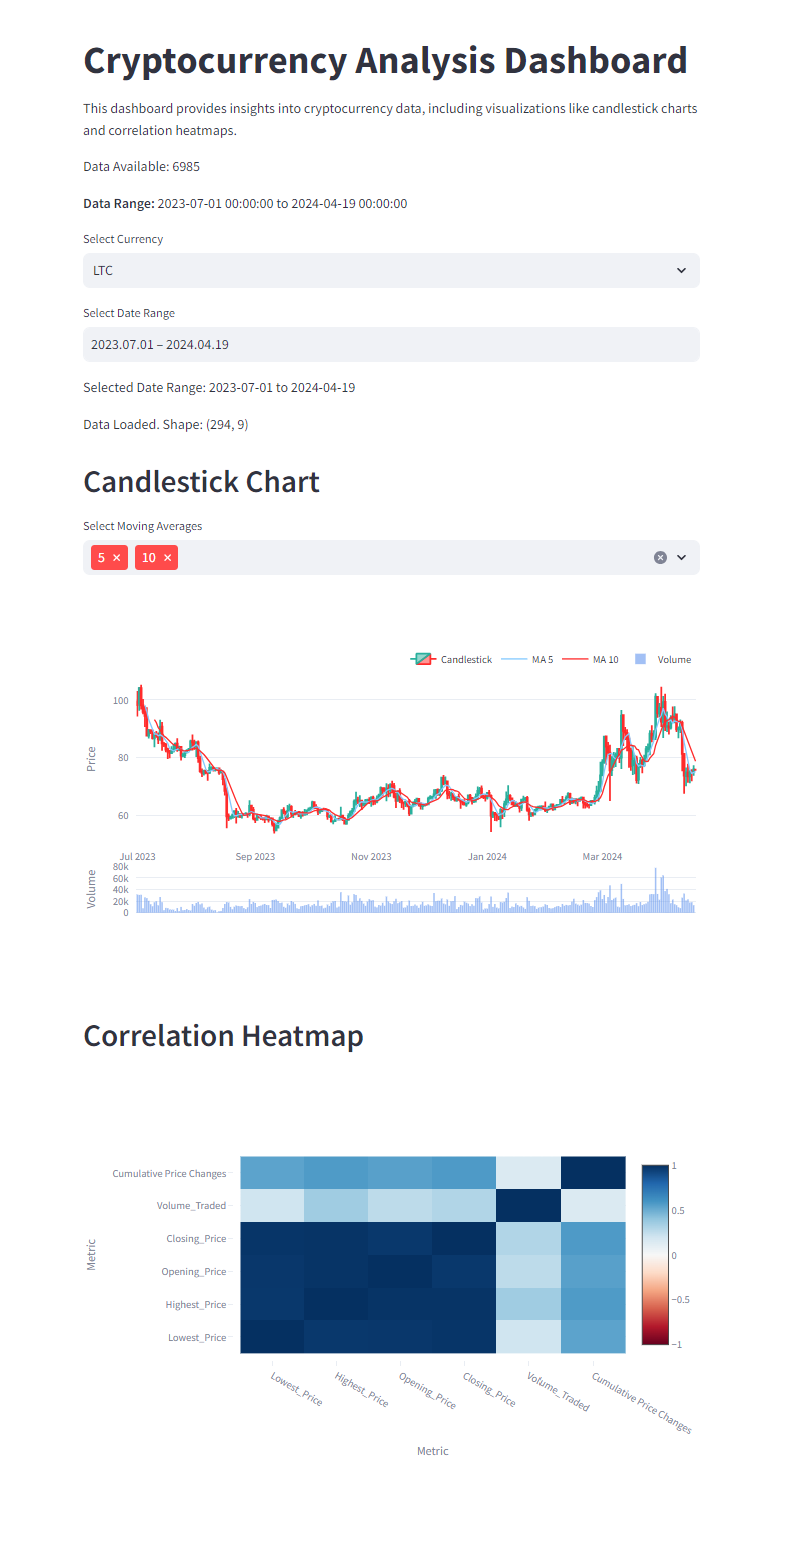 Cryptocurrency Analysis Dashboard
This dashboard provides insights into cryptocurrency data, including visualizations like candlestick charts
and correlation heatmaps.
Data Available: 6985
Data Range: 2023-07-01 00:00:00 to 2024-04-19 00:00:00
Select Currency
LTC
Select Date Range
2023.07.01 – 2024.04.19
Selected Date Range: 2023-07-01 to 2024-04-19
Data Loaded. Shape: (294, 9)
Candlestick Chart
Select Moving Averages
5 × 10 ×
Candlestick MA 5 MA 10 Volume
Price
100
80
60
Jul 2023 Sep 2023 Nov 2023 Jan 2024 Mar 2024
Volume
80k
60k
40k
20k
0
Correlation Heatmap
Metric
Cumulative Price Changes
Volume_Traded
Closing_Price
Opening_Price
Highest_Price
Lowest_Price
1
0.5
0
−0.5
−1
Lowest_Price Highest_Price Opening_Price Closing_Price Volume_Traded Cumulative Price Changes
Metric